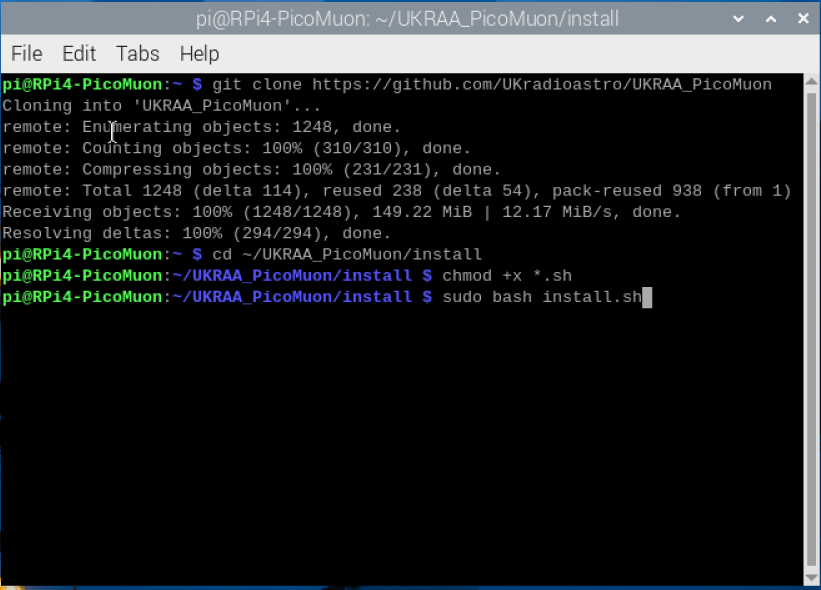 pi@RPi4-PicoMuon: ~/UKRAA_PicoMuon/install
File Edit Tabs Help
pi@RPi4-PicoMuon:~ $ git clone https://github.com/UKradioastro/UKRAA_PicoMuon
Cloning into 'UKRAA_PicoMuon'...
remote: Enumerating objects: 1248, done.
remote: Counting objects: 100% (310/310), done.
remote: Compressing objects: 100% (231/231), done.
remote: Total 1248 (delta 114), reused 238 (delta 54), pack-reused 938 (from 1)
Receiving objects: 100% (1248/1248), 149.22 MiB | 12.17 MiB/s, done.
Resolving deltas: 100% (294/294), done.
pi@RPi4-PicoMuon:~ $ cd ~/UKRAA_PicoMuon/install
pi@RPi4-PicoMuon:~/UKRAA_PicoMuon/install $ chmod +x *.sh
pi@RPi4-PicoMuon:~/UKRAA_PicoMuon/install $ sudo bash install.sh